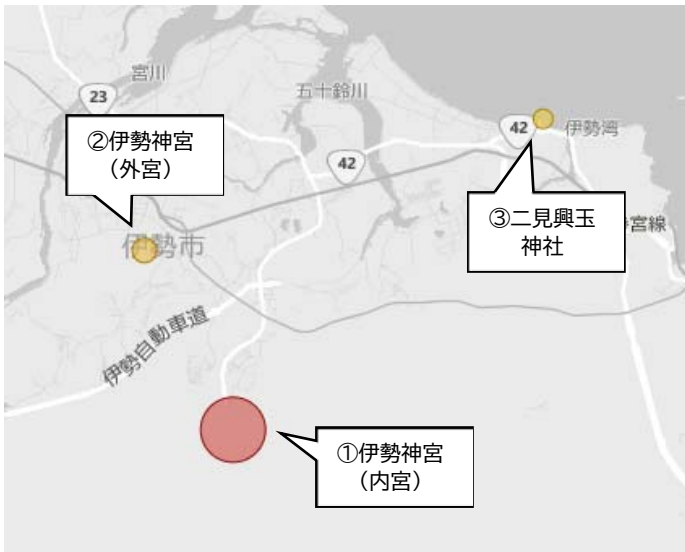 宮川
23
五十鈴川
②伊勢神宮
（外宮）
42
42
伊勢湾
③二見興玉
神社
宮線
伊勢市
伊勢自動車道
①伊勢神宮
（内宮）